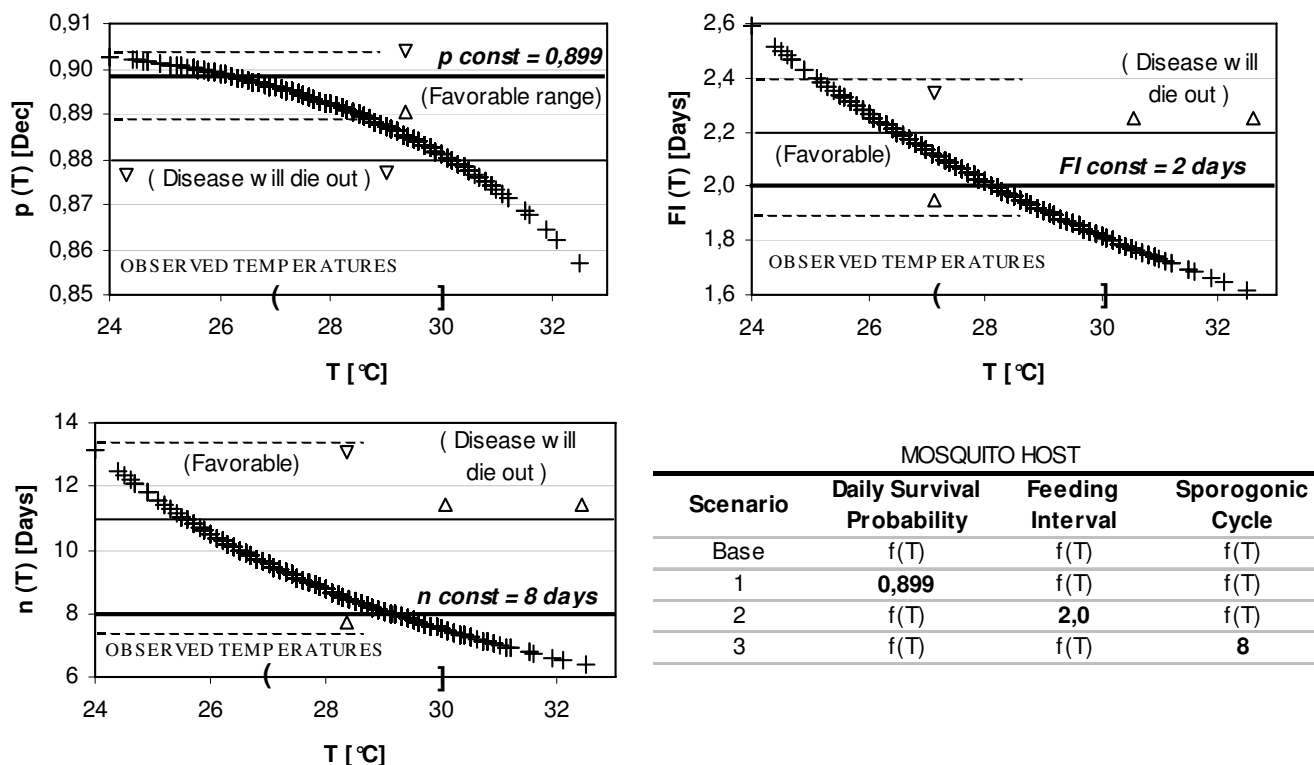 0,91
0,90
0,89
0,88
0,87
0,86
0,85
p (T) [Dec]
p const = 0,899
(Favorable range)
( Disease will die out )
OBSERVED TEMPERATURES
( ]
24 26 28 30 32
T [°C]
2,6
2,4
2,2
2,0
1,8
1,6
FI (T) [Days]
( Disease will
die out )
(Favorable)
FI const = 2 days
OBSERVED TEMPERATURES
( ]
24 26 28 30 32
T [°C]
14
12
10
8
6
n (T) [Days]
( Disease will
die out )
(Favorable)
n const = 8 days
OBSERVED TEMPERATURES
( ]
24 26 28 30 32
T [°C]
MOSQUITO HOST
Scenario Daily Survival Probability Feeding Interval Sporogonic Cycle
Base f(T) f(T) f(T)
1 0,899 f(T) f(T)
2 f(T) 2,0 f(T)
3 f(T) f(T) 8